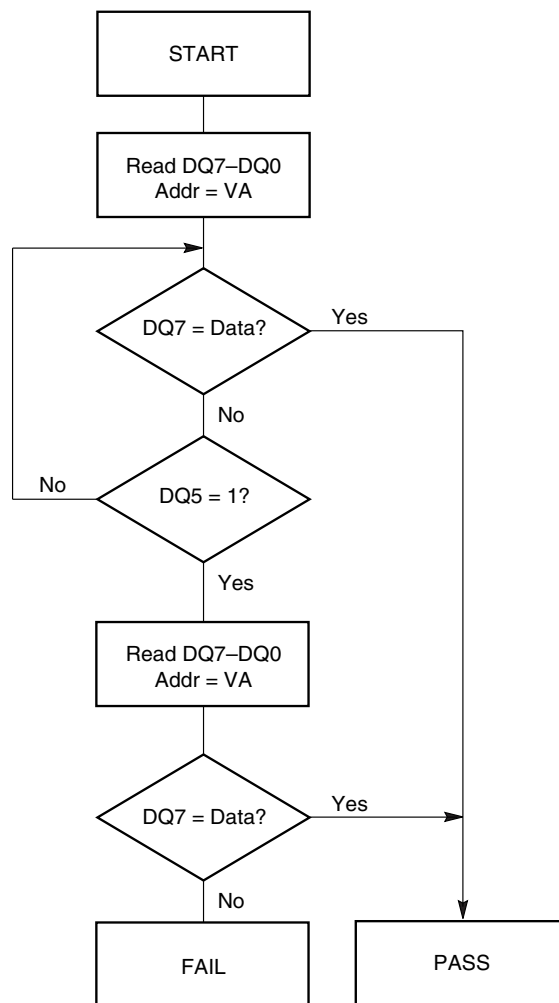 START
Read DQ7–DQ0
Addr = VA
DQ7 = Data?
Yes
No
No
DQ5 = 1?
Yes
Read DQ7–DQ0
Addr = VA
DQ7 = Data?
Yes
No
FAIL
PASS